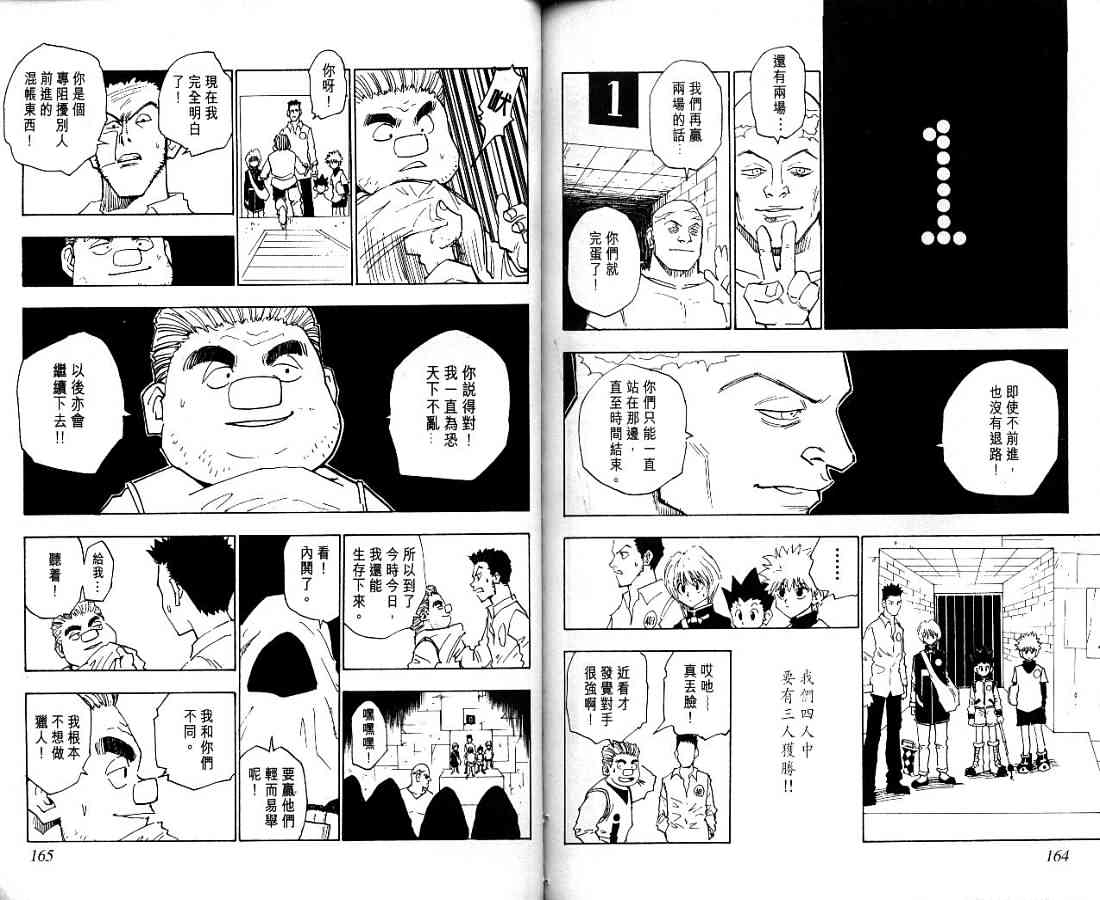 1
還有兩場…
1
我們再贏
兩場的話…
你們就
完蛋了！
即使不前進，
也沒有退路！
你們只能一直
站在那邊，
直至時間結束。
……
我們四人中
要有三人獲勝!!
哎吔…
真丟臉！
近看才
發覺對手
很強啊！
164
吠
你呀！
現在我
完全明白
了！
你是個
專阻擾別人
前進的
混帳東西！
你說得對！
我一直為恐
天下不亂…
以後亦會
繼續下去!!
所以到了
今時今日，
我還能
生存下來。
看！
內鬨了。
給我…
聽着！
嘿嘿嘿！
要贏他們
輕而易舉
呢！
我和你們
不同。
我根本
不想做
獵人！
165